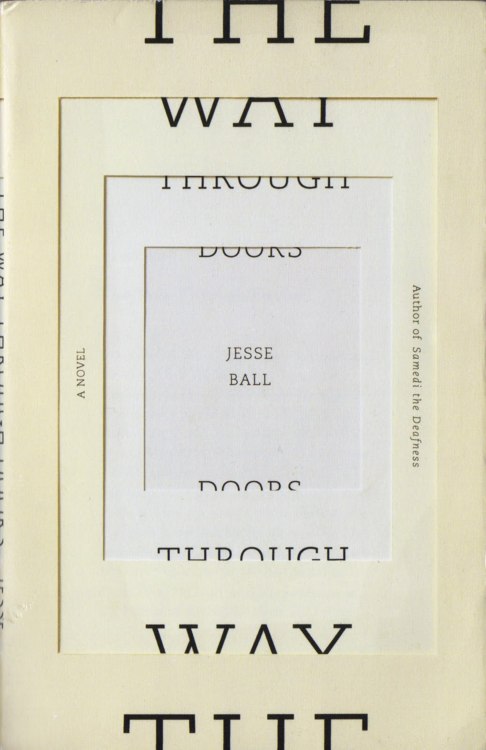 THE
WAY
THROUGH
DOORS
JESSE
BALL
A NOVEL
Author of Samedi the Deafness
DOORS
THROUGH
WAY
THE